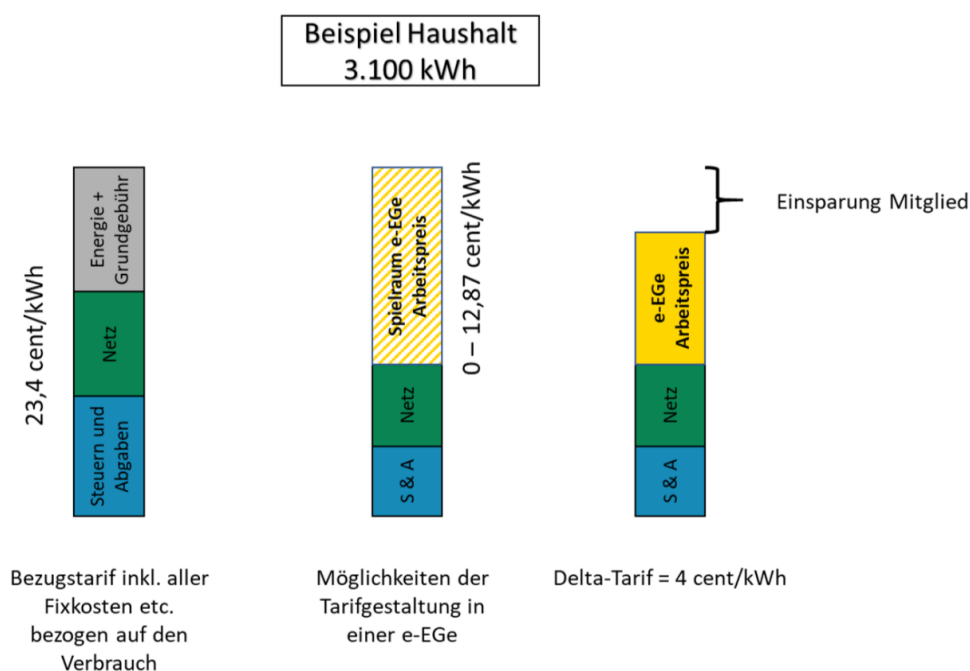 Beispiel Haushalt
3.100 kWh
23,4 cent/kWh
Energie +
Grundgebühr
Netz
Steuern und
Abgaben
Spielraum e-EGe
Arbeitspreis
Netz
S & A
0 – 12,87 cent/kWh
e-EGe
Arbeitspreis
Netz
S & A
Einsparung Mitglied
Bezugstarif inkl. aller
Fixkosten etc.
bezogen auf den
Verbrauch
Möglichkeiten der
Tarifgestaltung in
einer e-EGe
Delta-Tarif = 4 cent/kWh